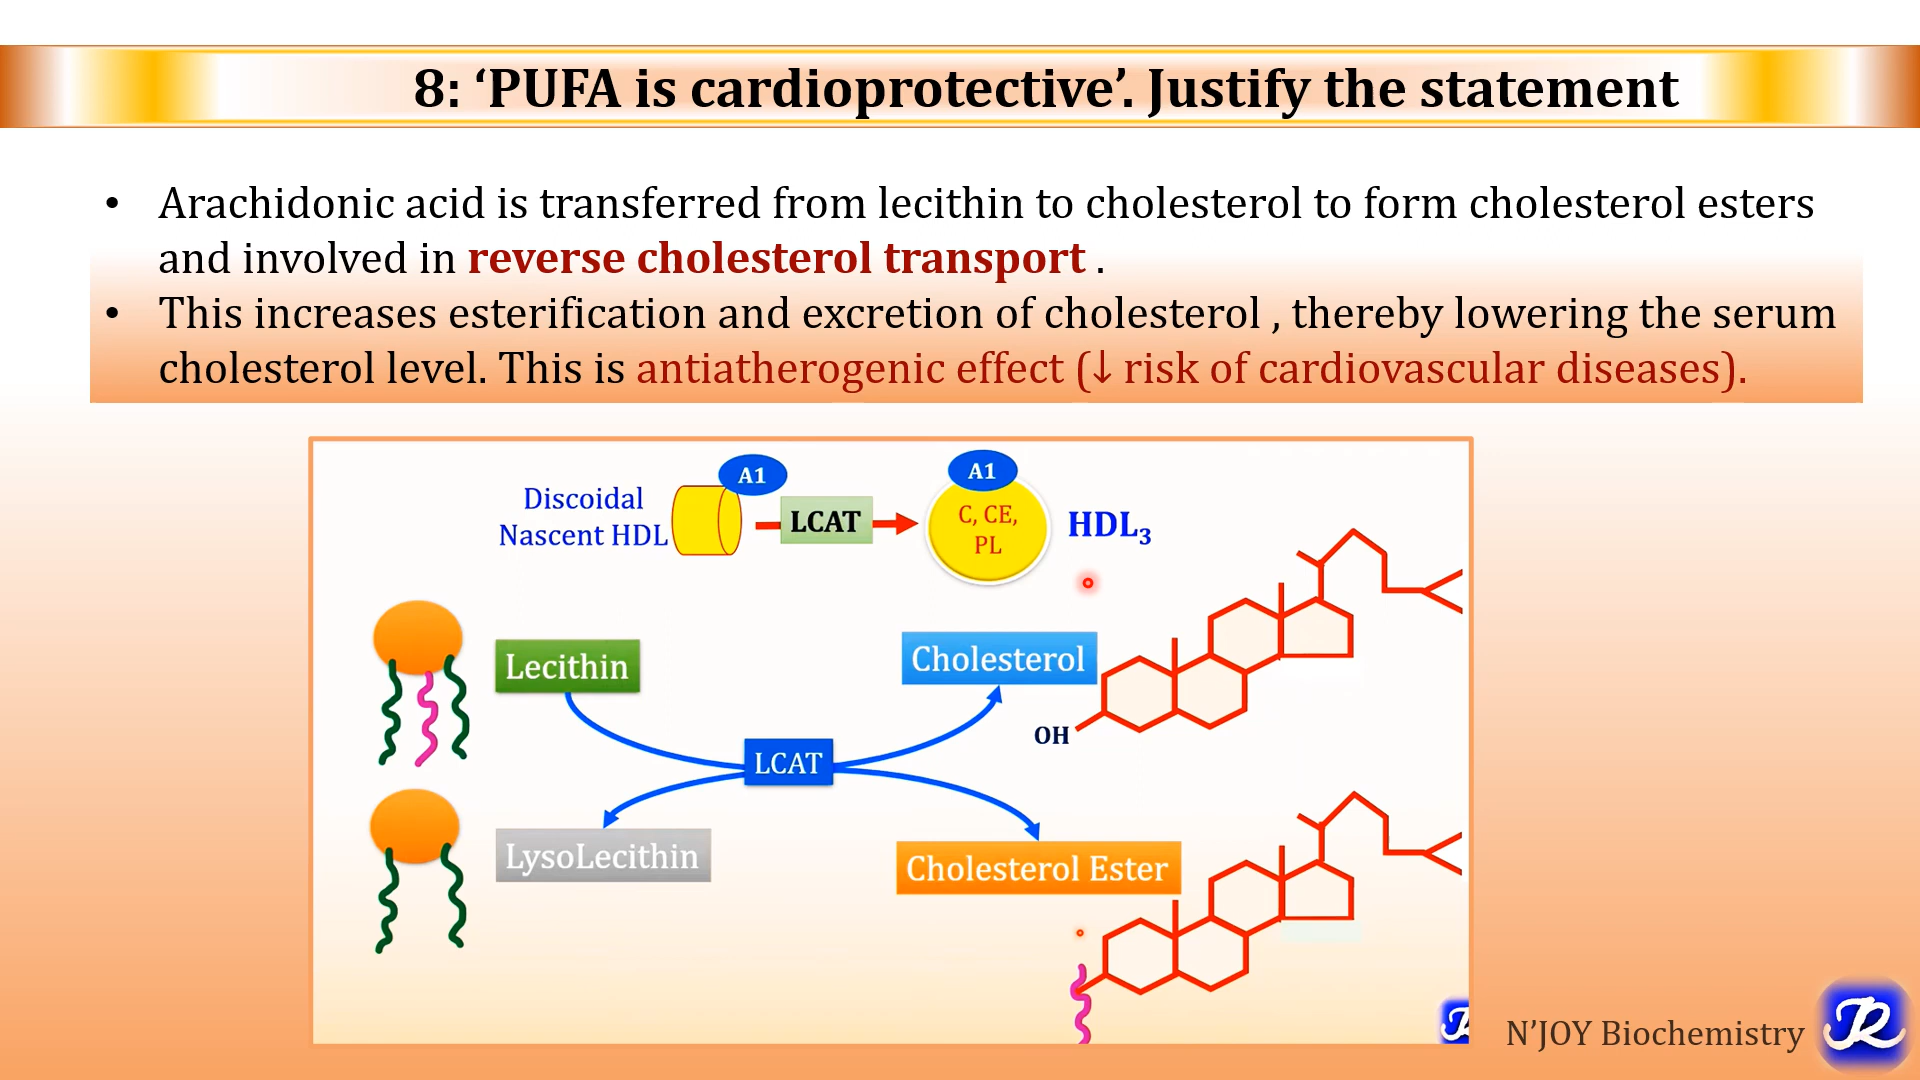 8: ‘PUFA is cardioprotective’. Justify the statement
• Arachidonic acid is transferred from lecithin to cholesterol to form cholesterol esters
and involved in reverse cholesterol transport .
• This increases esterification and excretion of cholesterol , thereby lowering the serum
cholesterol level. This is antiatherogenic effect (↓ risk of cardiovascular diseases).
A1
A1
Discoidal
Nascent HDL
LCAT
C, CE,
PL
HDL₃
Lecithin
Cholesterol
OH
LCAT
LysoLecithin
Cholesterol Ester
N’JOY Biochemistry